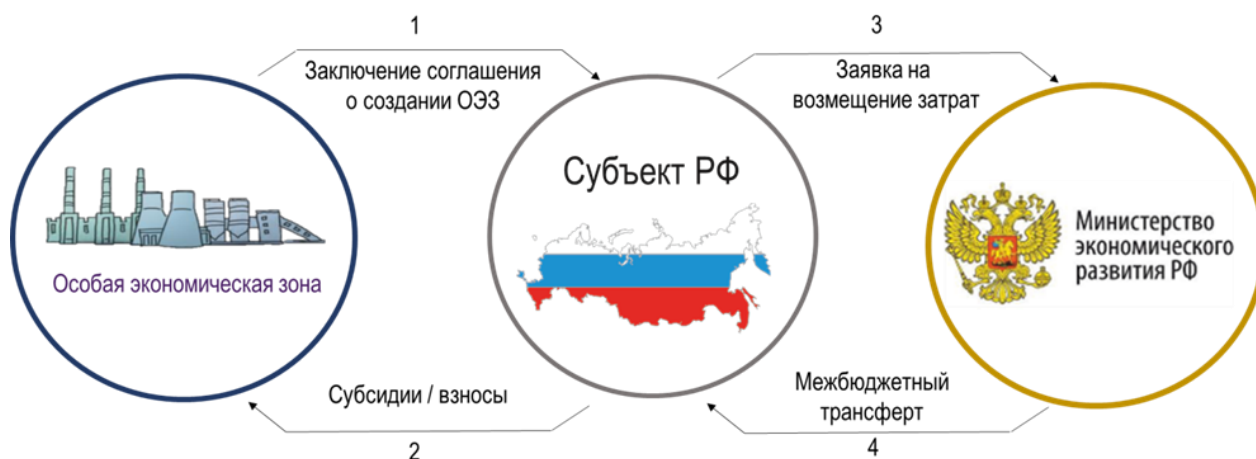 1
Заключение соглашения
о создании ОЭЗ
3
Заявка на
возмещение затрат
Особая экономическая зона
Субъект РФ
Министерство
экономического
развития РФ
Субсидии / взносы
2
Межбюджетный
трансферт
4